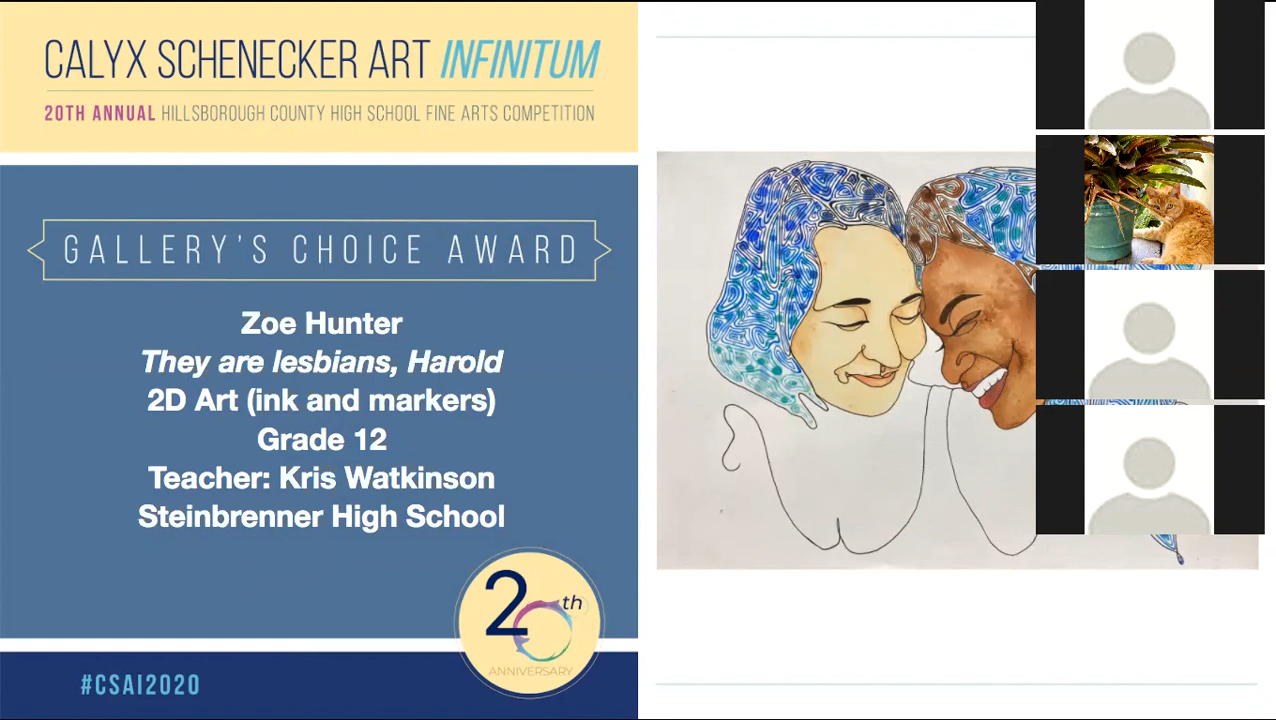 CALYX SCHENECKER ART INFINITUM
20TH ANNUAL HILLSBOROUGH COUNTY HIGH SCHOOL FINE ARTS COMPETITION
GALLERY'S CHOICE AWARD
Zoe Hunter
They are lesbians, Harold
2D Art (ink and markers)
Grade 12
Teacher: Kris Watkinson
Steinbrenner High School
20th
ANNIVERSARY
#CSAI2020